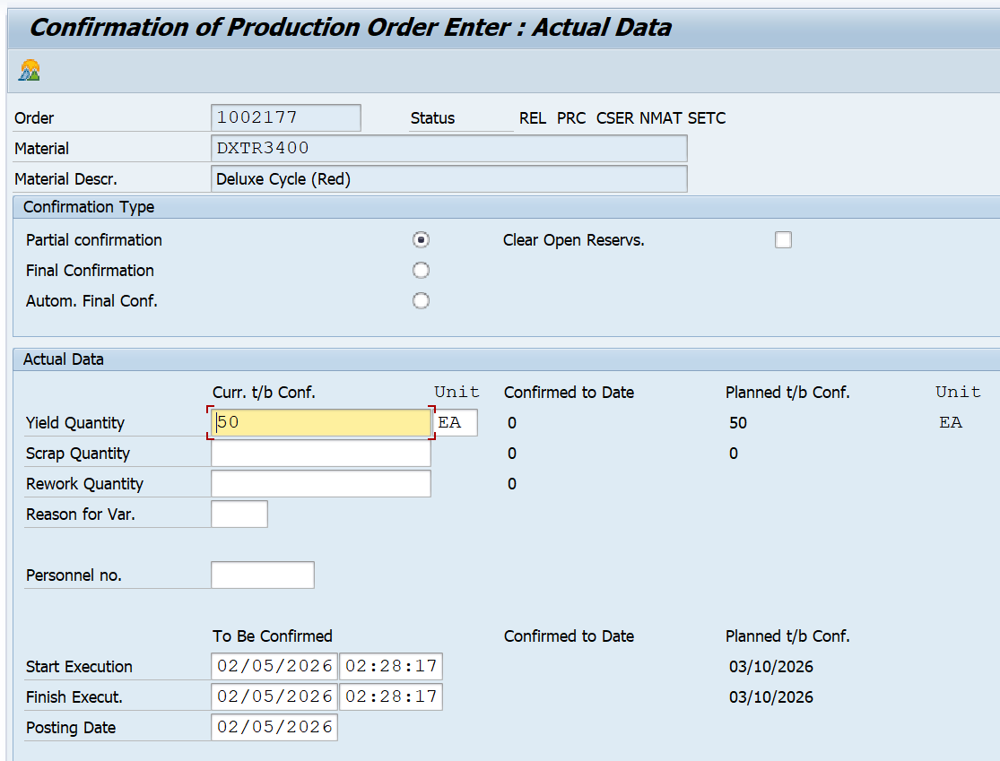 Confirmation of Production Order Enter : Actual Data
Order 1002177 Status REL PRC CSER NMAT SETC
Material DXTR3400
Material Descr. Deluxe Cycle (Red)
Confirmation Type
Partial confirmation Clear Open Reservs.
Final Confirmation
Autom. Final Conf.
Actual Data
Curr. t/b Conf. Unit Confirmed to Date Planned t/b Conf. Unit
Yield Quantity 50 EA 0 50 EA
Scrap Quantity 0 0
Rework Quantity 0
Reason for Var.
Personnel no.
To Be Confirmed Confirmed to Date Planned t/b Conf.
Start Execution 02/05/2026 02:28:17 03/10/2026
Finish Execut. 02/05/2026 02:28:17 03/10/2026
Posting Date 02/05/2026